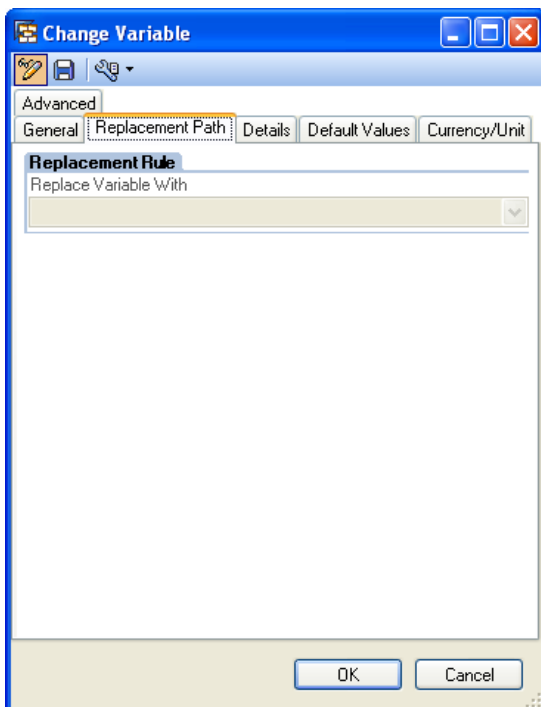 Change Variable
Advanced
General Replacement Path Details Default Values Currency/Unit
Replacement Rule
Replace Variable With
OK Cancel